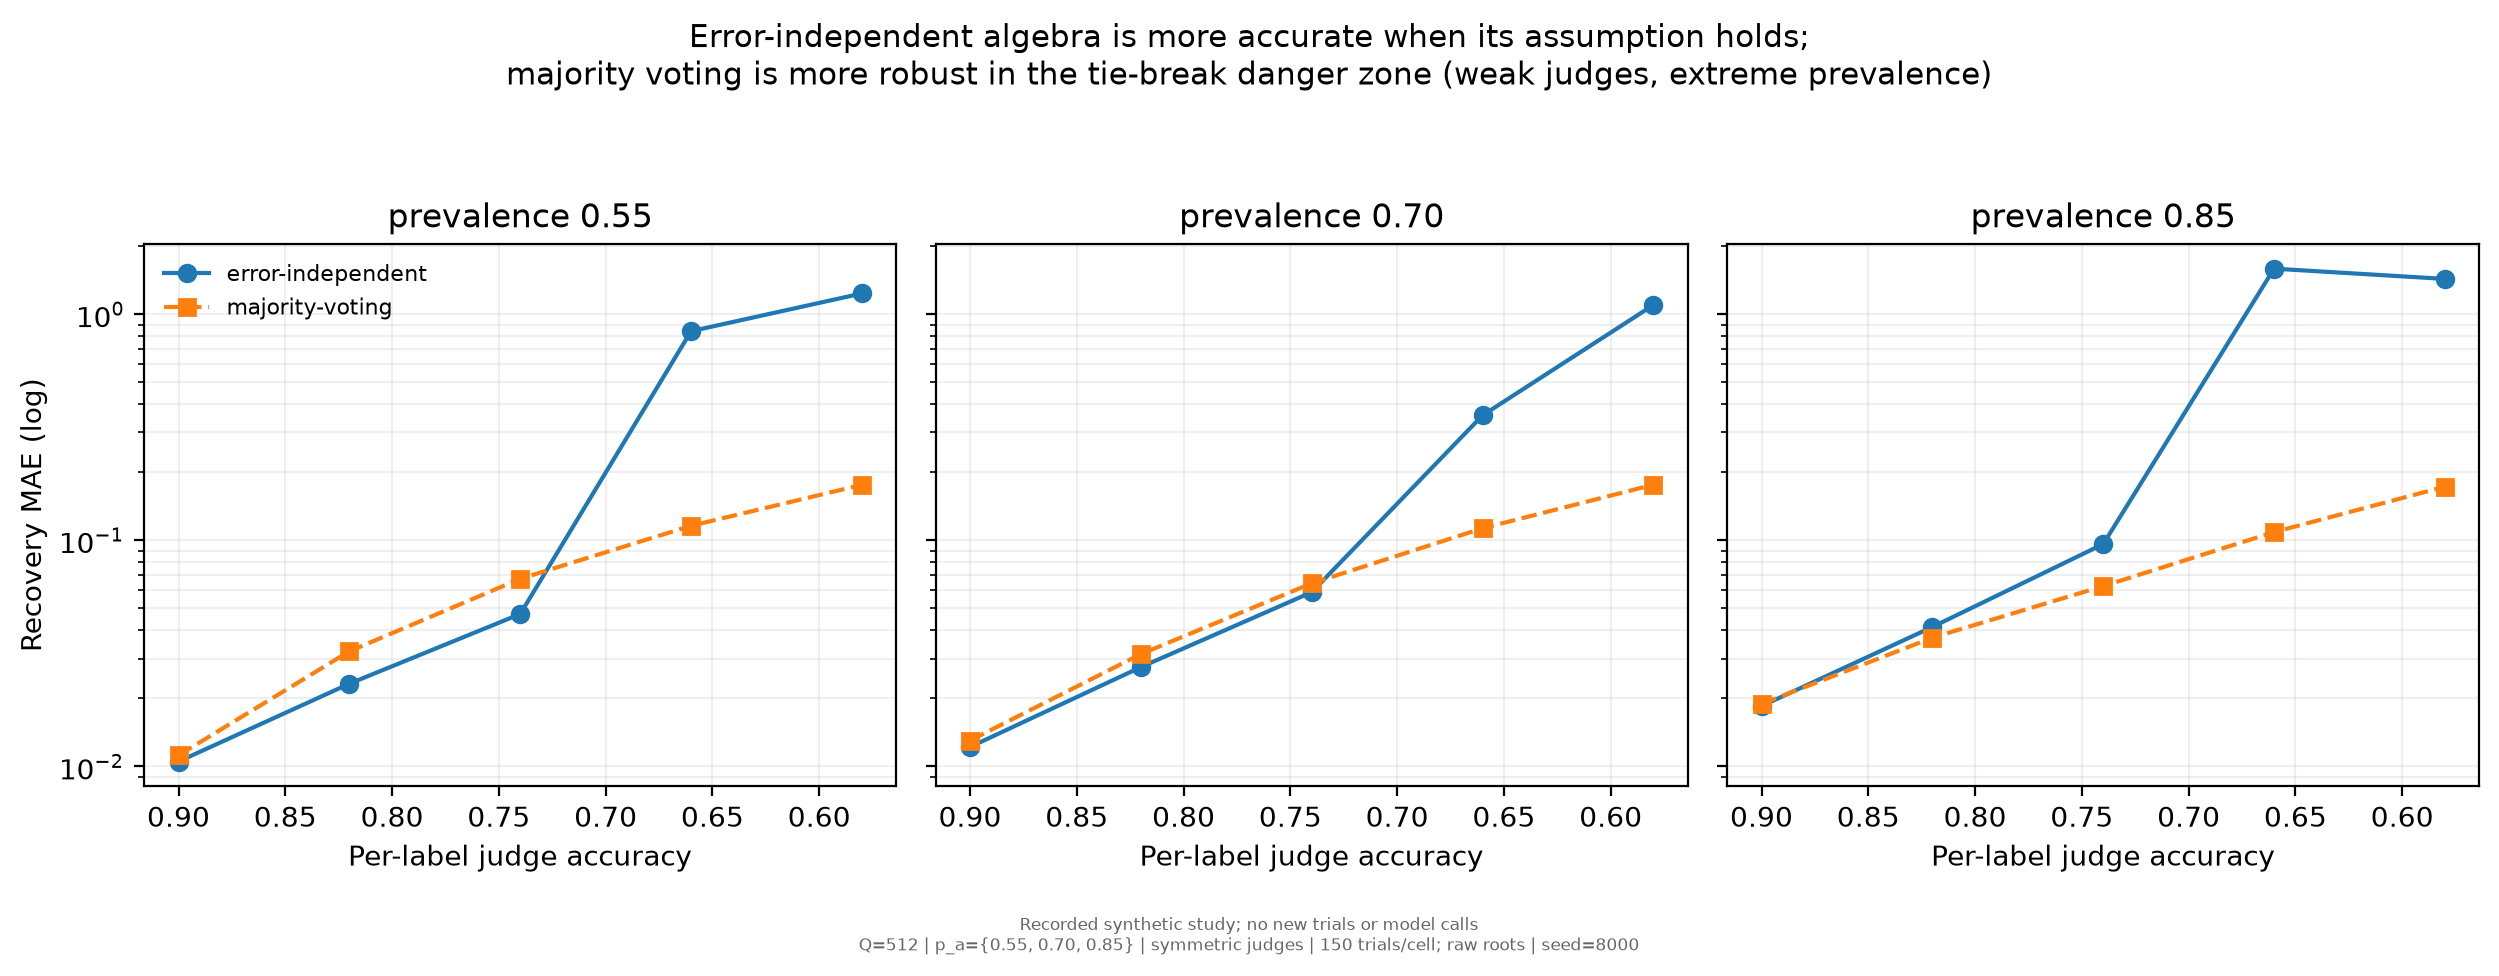 Error-independent algebra is more accurate when its assumption holds;
majority voting is more robust in the tie-break danger zone (weak judges, extreme prevalence)
prevalence 0.55
prevalence 0.70
prevalence 0.85
error-independent
majority-voting
Recovery MAE (log)
10⁰
10⁻¹
10⁻²
0.90 0.85 0.80 0.75 0.70 0.65 0.60
0.90 0.85 0.80 0.75 0.70 0.65 0.60
0.90 0.85 0.80 0.75 0.70 0.65 0.60
Per-label judge accuracy
Per-label judge accuracy
Per-label judge accuracy
Recorded synthetic study; no new trials or model calls
Q=512 | p_a={0.55, 0.70, 0.85} | symmetric judges | 150 trials/cell; raw roots | seed=8000